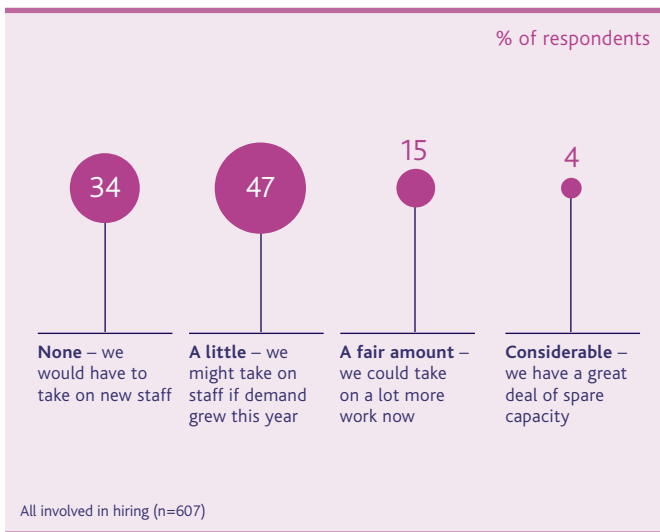 % of respondents
34
47
15
4
None – we
would have to
take on new staff
A little – we
might take on
staff if demand
grew this year
A fair amount –
we could take
on a lot more
work now
Considerable –
we have a great
deal of spare
capacity
All involved in hiring (n=607)